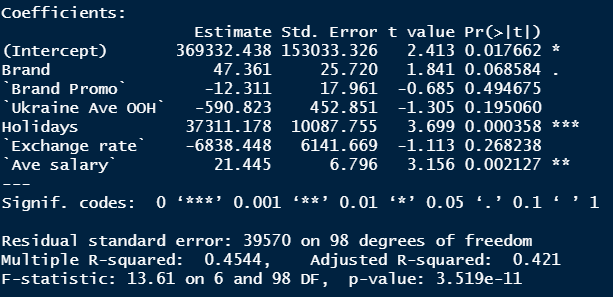 Coefficients:
Estimate Std. Error t value Pr(>|t|)
(Intercept) 369332.438 153033.326 2.413 0.017662 *
Brand 47.361 25.720 1.841 0.068584 .
`Brand Promo` -12.311 17.961 -0.685 0.494675
`Ukraine Ave OOH` -590.823 452.851 -1.305 0.195060
Holidays 37311.178 10087.755 3.699 0.000358 ***
`Exchange rate` -6838.448 6141.669 -1.113 0.268238
`Ave salary` 21.445 6.796 3.156 0.002127 **
---
Signif. codes: 0 ‘***’ 0.001 ‘**’ 0.01 ‘*’ 0.05 ‘.’ 0.1 ‘ ’ 1
Residual standard error: 39570 on 98 degrees of freedom
Multiple R-squared: 0.4544, Adjusted R-squared: 0.421
F-statistic: 13.61 on 6 and 98 DF, p-value: 3.519e-11